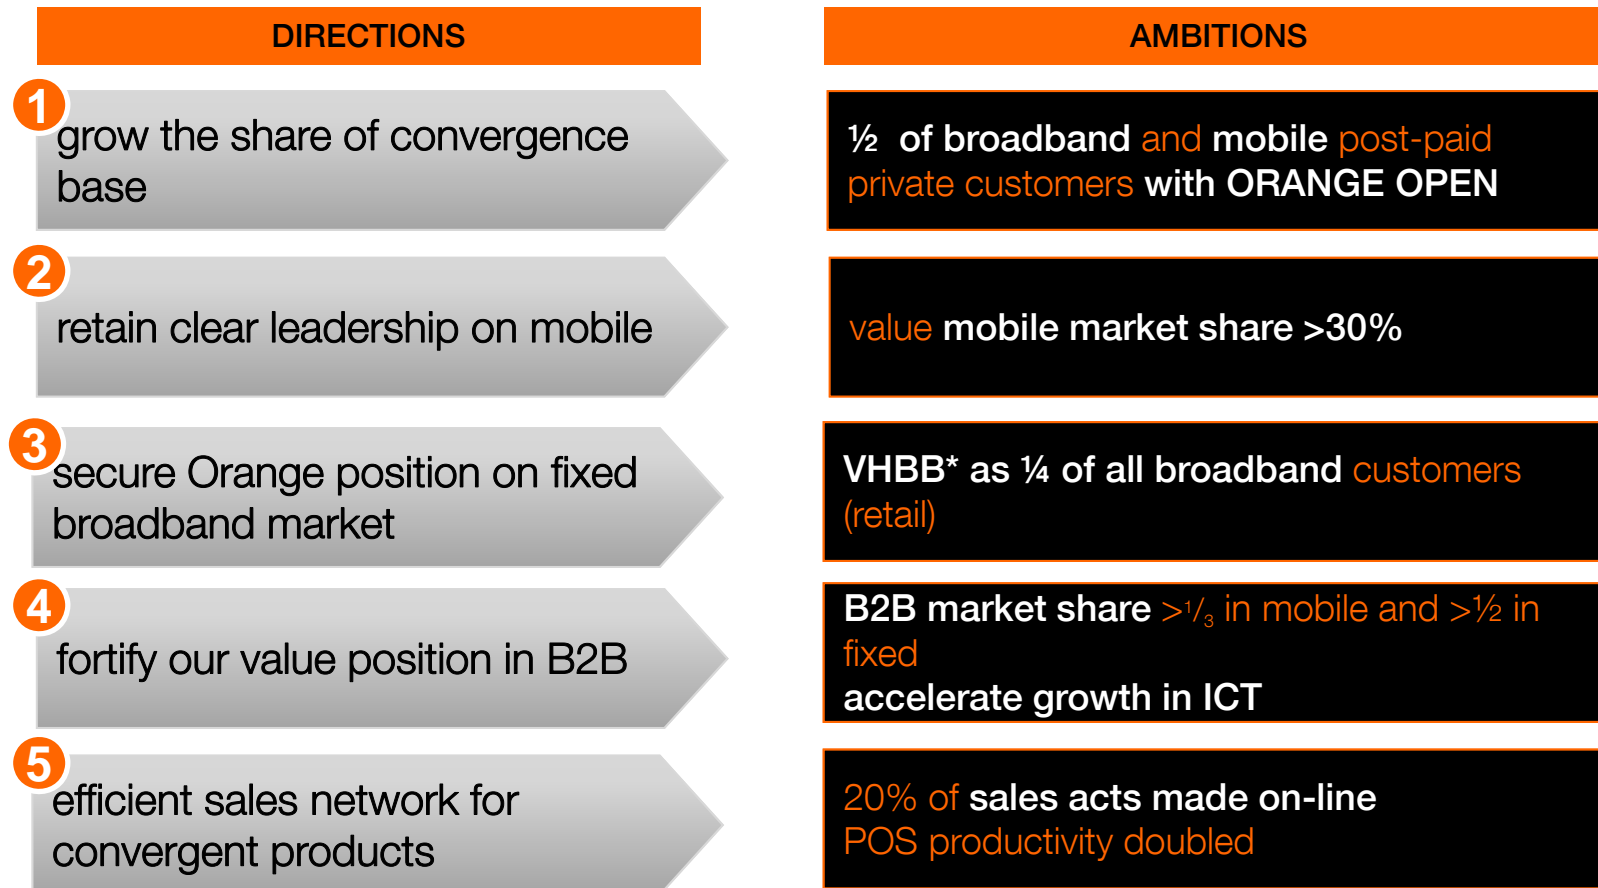 DIRECTIONS
AMBITIONS
1
grow the share of convergence
base
½ of broadband and mobile post-paid
private customers with ORANGE OPEN
2
retain clear leadership on mobile
value mobile market share >30%
3
secure Orange position on fixed
broadband market
VHBB* as ¼ of all broadband customers
(retail)
4
fortify our value position in B2B
B2B market share >1/3 in mobile and >½ in
fixed
accelerate growth in ICT
5
efficient sales network for
convergent products
20% of sales acts made on-line
POS productivity doubled